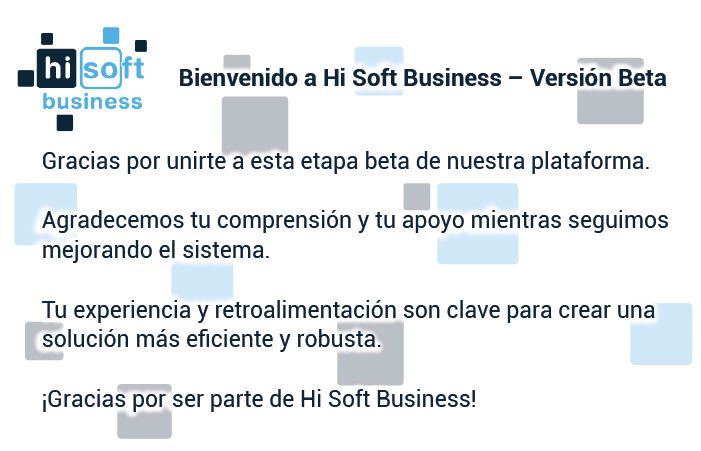 hi soft
business
Bienvenido a Hi Soft Business – Versión Beta
Gracias por unirte a esta etapa beta de nuestra plataforma.
Agradecemos tu comprensión y tu apoyo mientras seguimos
mejorando el sistema.
Tu experiencia y retroalimentación son clave para crear una
solución más eficiente y robusta.
¡Gracias por ser parte de Hi Soft Business!